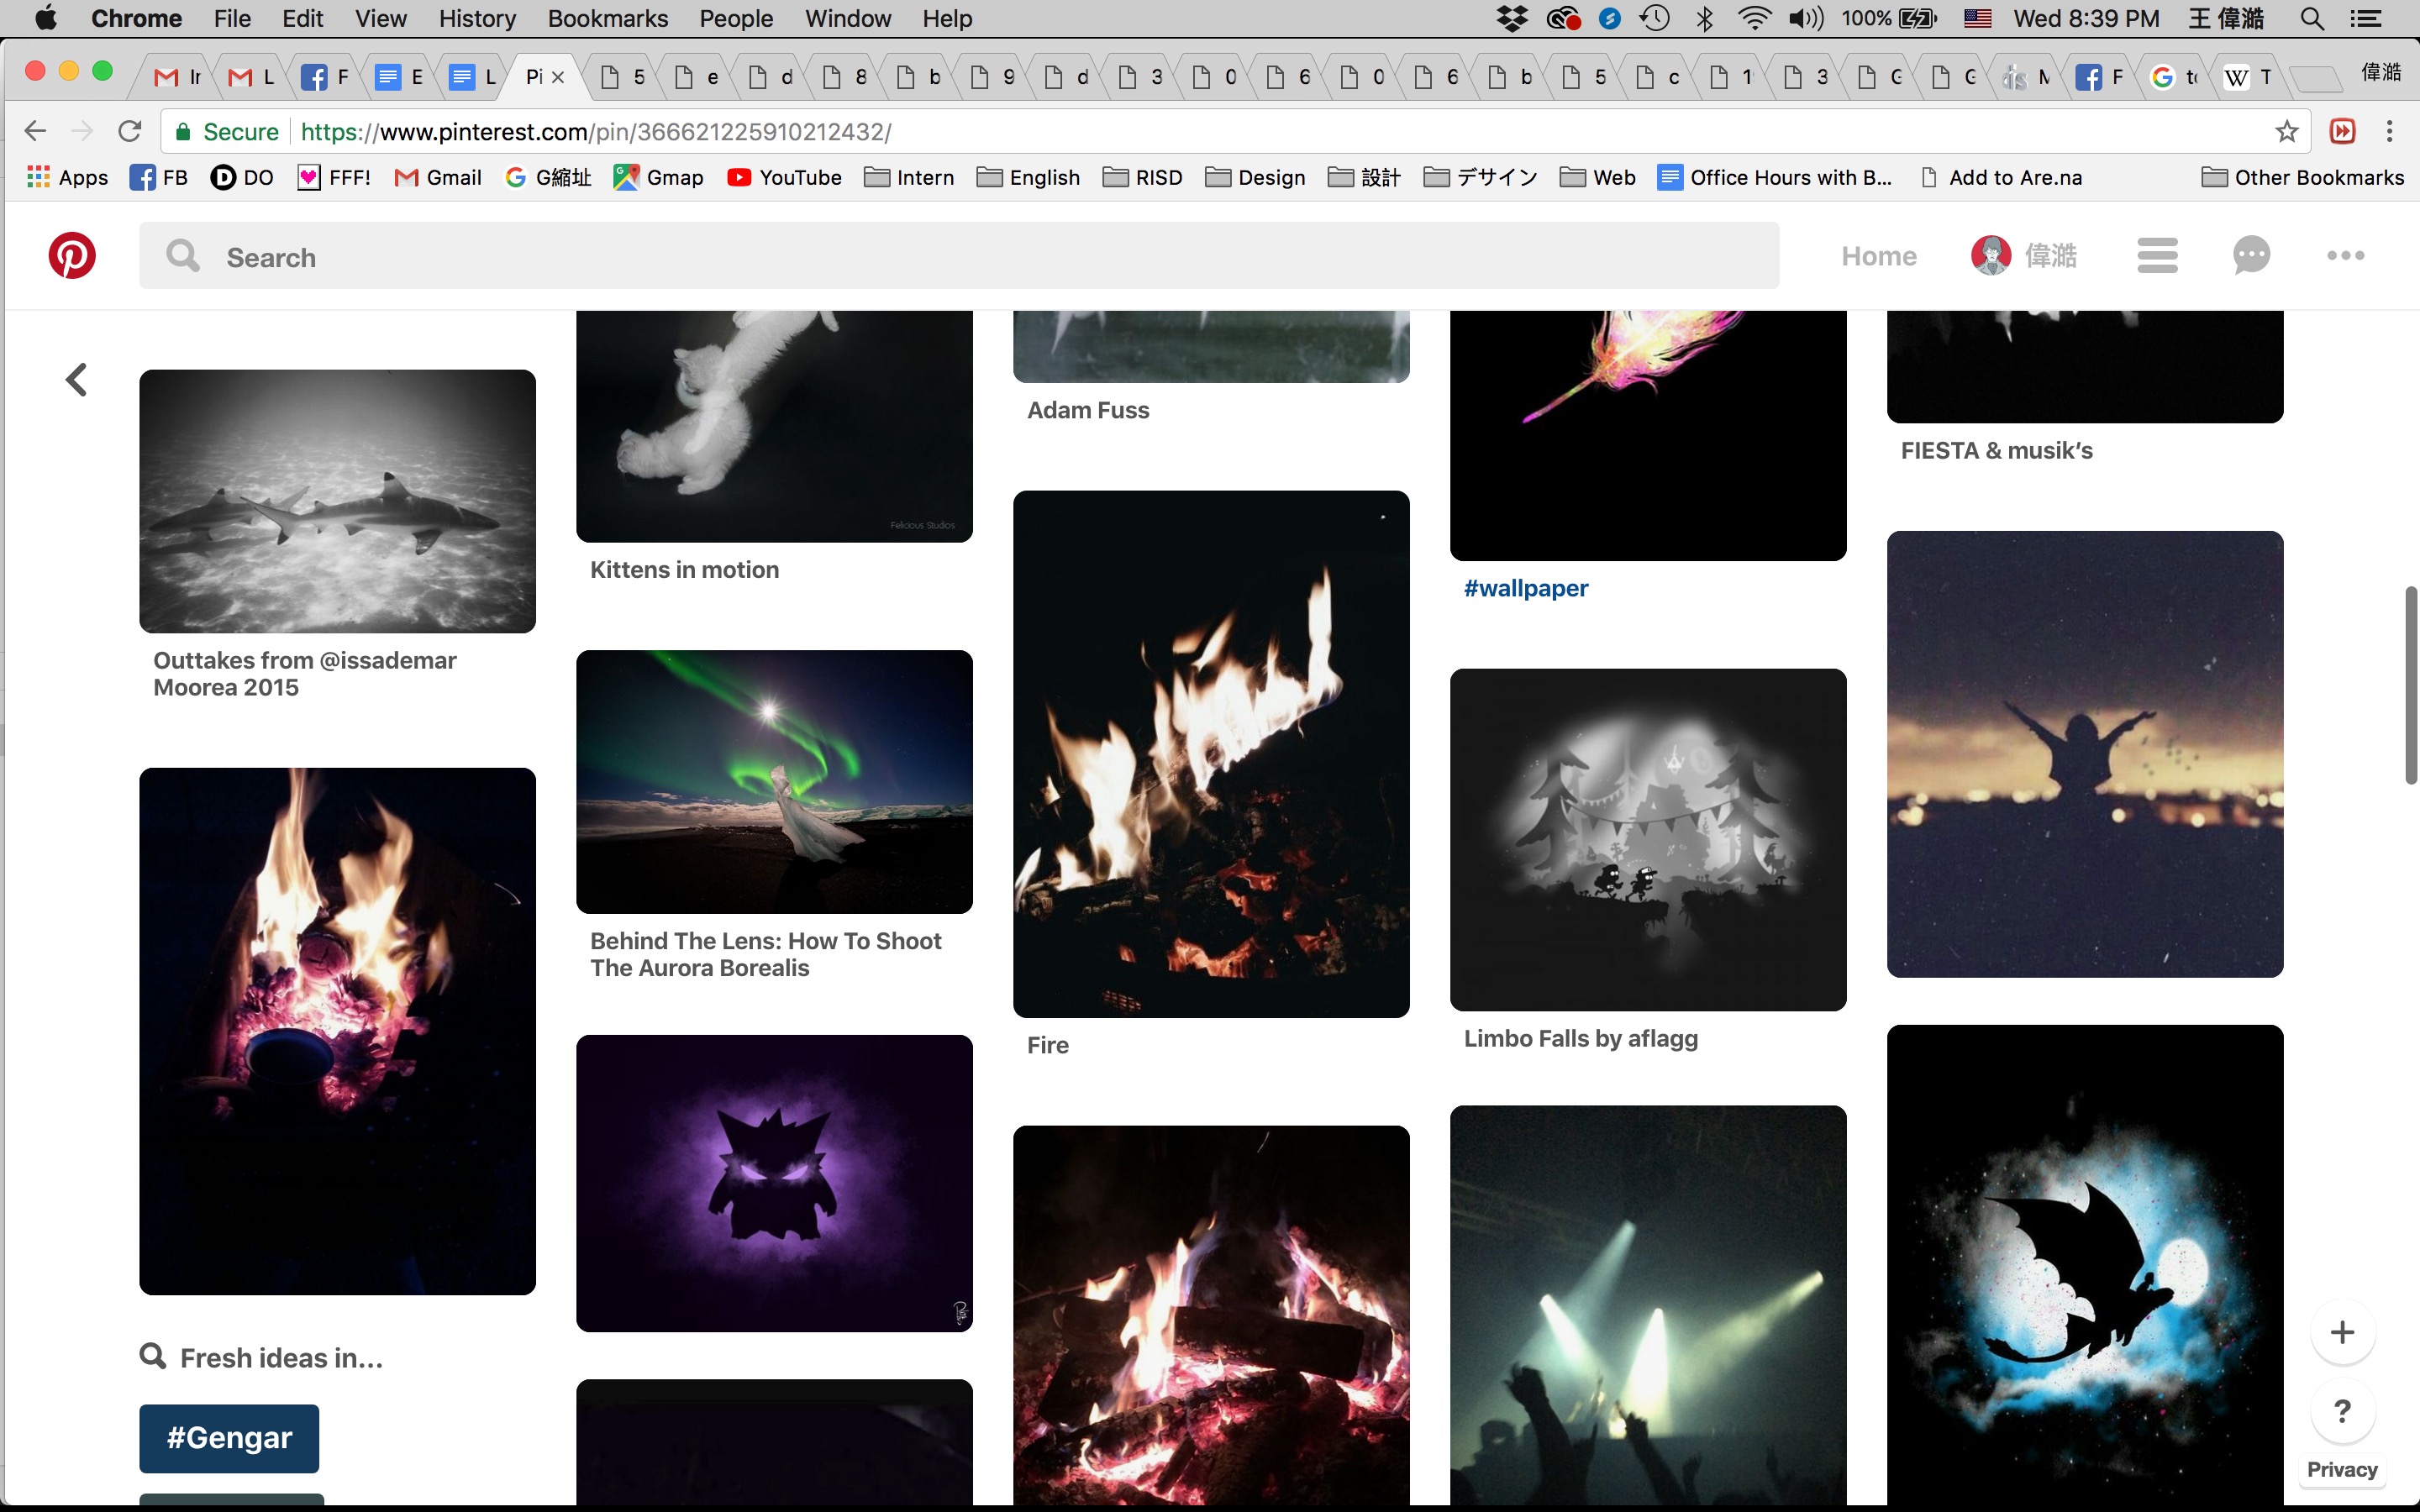 Chrome File Edit View History Bookmarks People Window Help 100% Wed 8:39 PM 王 偉澔
Ir L F E L Pi 5 e d 8 b 9 d 3 0 6 0 6 b 5 c 1 3 G G M F to T 偉澔
Secure https://www.pinterest.com/pin/366621225910212432/
Apps FB DO FFF! Gmail G縮址 Gmap YouTube Intern English RISD Design 設計 デサイン Web Office Hours with B... Add to Are.na Other Bookmarks
Search Home 偉澔
Adam Fuss
FIESTA & musik's
Felicious Studios
Kittens in motion
#wallpaper
Outtakes from @issademar
Moorea 2015
Behind The Lens: How To Shoot
The Aurora Borealis
Fire
Limbo Falls by aflagg
Fresh ideas in...
#Gengar
?
Privacy